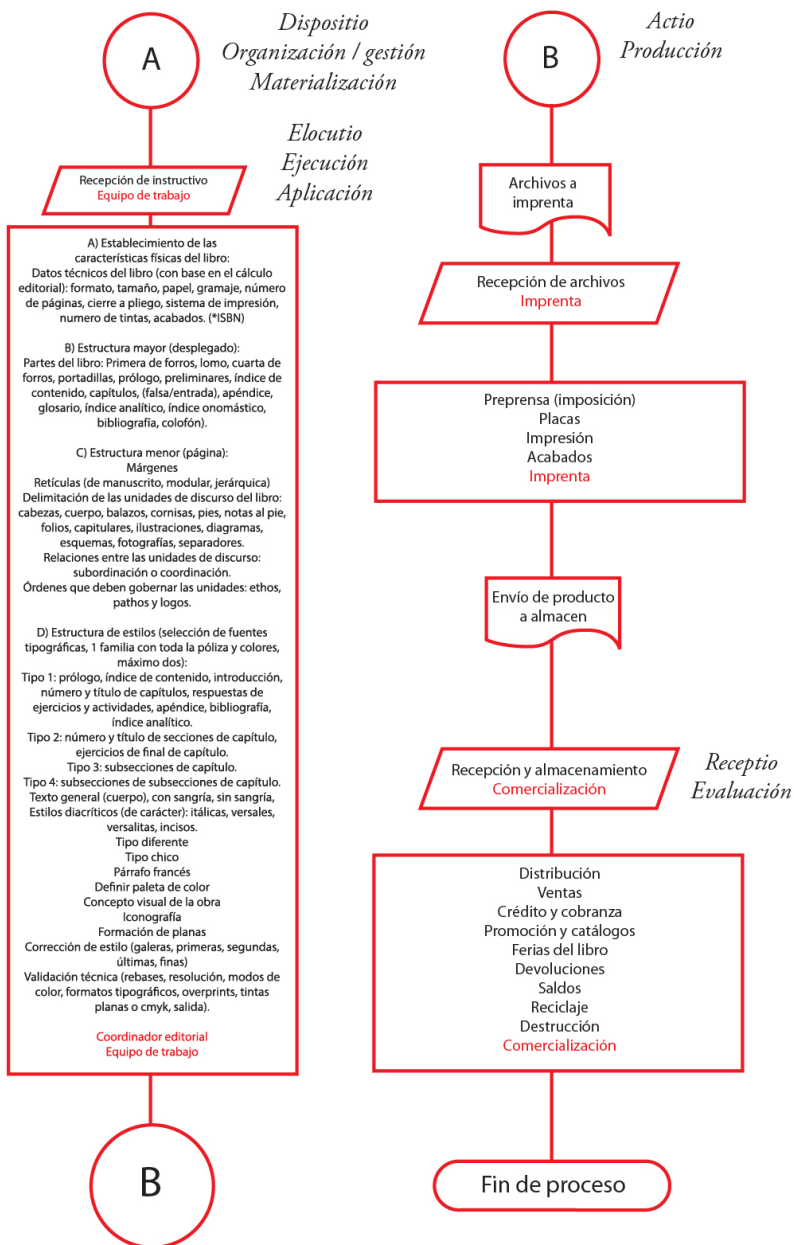 A
Dispositio
Organización / gestión
Materialización
Elocutio
Ejecución
Aplicación
Recepción de instructivo
Equipo de trabajo
A) Establecimiento de las
características físicas del libro:
Datos técnicos del libro (con base en el cálculo
editorial): formato, tamaño, papel, gramaje, número
de páginas, cierre a pliego, sistema de impresión,
numero de tintas, acabados. (*ISBN)
B) Estructura mayor (desplegado):
Partes del libro: Primera de forros, lomo, cuarta de
forros, portadillas, prólogo, preliminares, índice de
contenido, capítulos, (falsa/entrada), apéndice,
glosario, índice analítico, índice onomástico,
bibliografía, colofón).
C) Estructura menor (página):
Márgenes
Retículas (de manuscrito, modular, jerárquica)
Delimitación de las unidades de discurso del libro:
cabezas, cuerpo, balazos, cornisas, pies, notas al pie,
folios, capitulares, ilustraciones, diagramas,
esquemas, fotografías, separadores.
Relaciones entre las unidades de discurso:
subordinación o coordinación.
Órdenes que deben gobernar las unidades: ethos,
pathos y logos.
D) Estructura de estilos (selección de fuentes
tipográficas, 1 familia con toda la póliza y colores,
máximo dos):
Tipo 1: prólogo, índice de contenido, introducción,
número y título de capítulos, respuestas de
ejercicios y actividades, apéndice, bibliografía,
índice analítico.
Tipo 2: número y título de secciones de capítulo,
ejercicios de final de capítulo.
Tipo 3: subsecciones de capítulo.
Tipo 4: subsecciones de subsecciones de capítulo.
Texto general (cuerpo), con sangría, sin sangría,
Estilos diacríticos (de carácter): itálicas, versales,
versalitas, incisos.
Tipo diferente
Tipo chico
Párrafo francés
Definir paleta de color
Concepto visual de la obra
Iconografía
Formación de planas
Corrección de estilo (galeras, primeras, segundas,
últimas, finas)
Validación técnica (rebases, resolución, modos de
color, formatos tipográficos, overprints, tintas
planas o cmyk, salida).
Coordinador editorial
Equipo de trabajo
B
B
Actio
Producción
Archivos a
imprenta
Recepción de archivos
Imprenta
Preprensa (imposición)
Placas
Impresión
Acabados
Imprenta
Envío de producto
a almacen
Recepción y almacenamiento
Comercialización
Receptio
Evaluación
Distribución
Ventas
Crédito y cobranza
Promoción y catálogos
Ferias del libro
Devoluciones
Saldos
Reciclaje
Destrucción
Comercialización
Fin de proceso